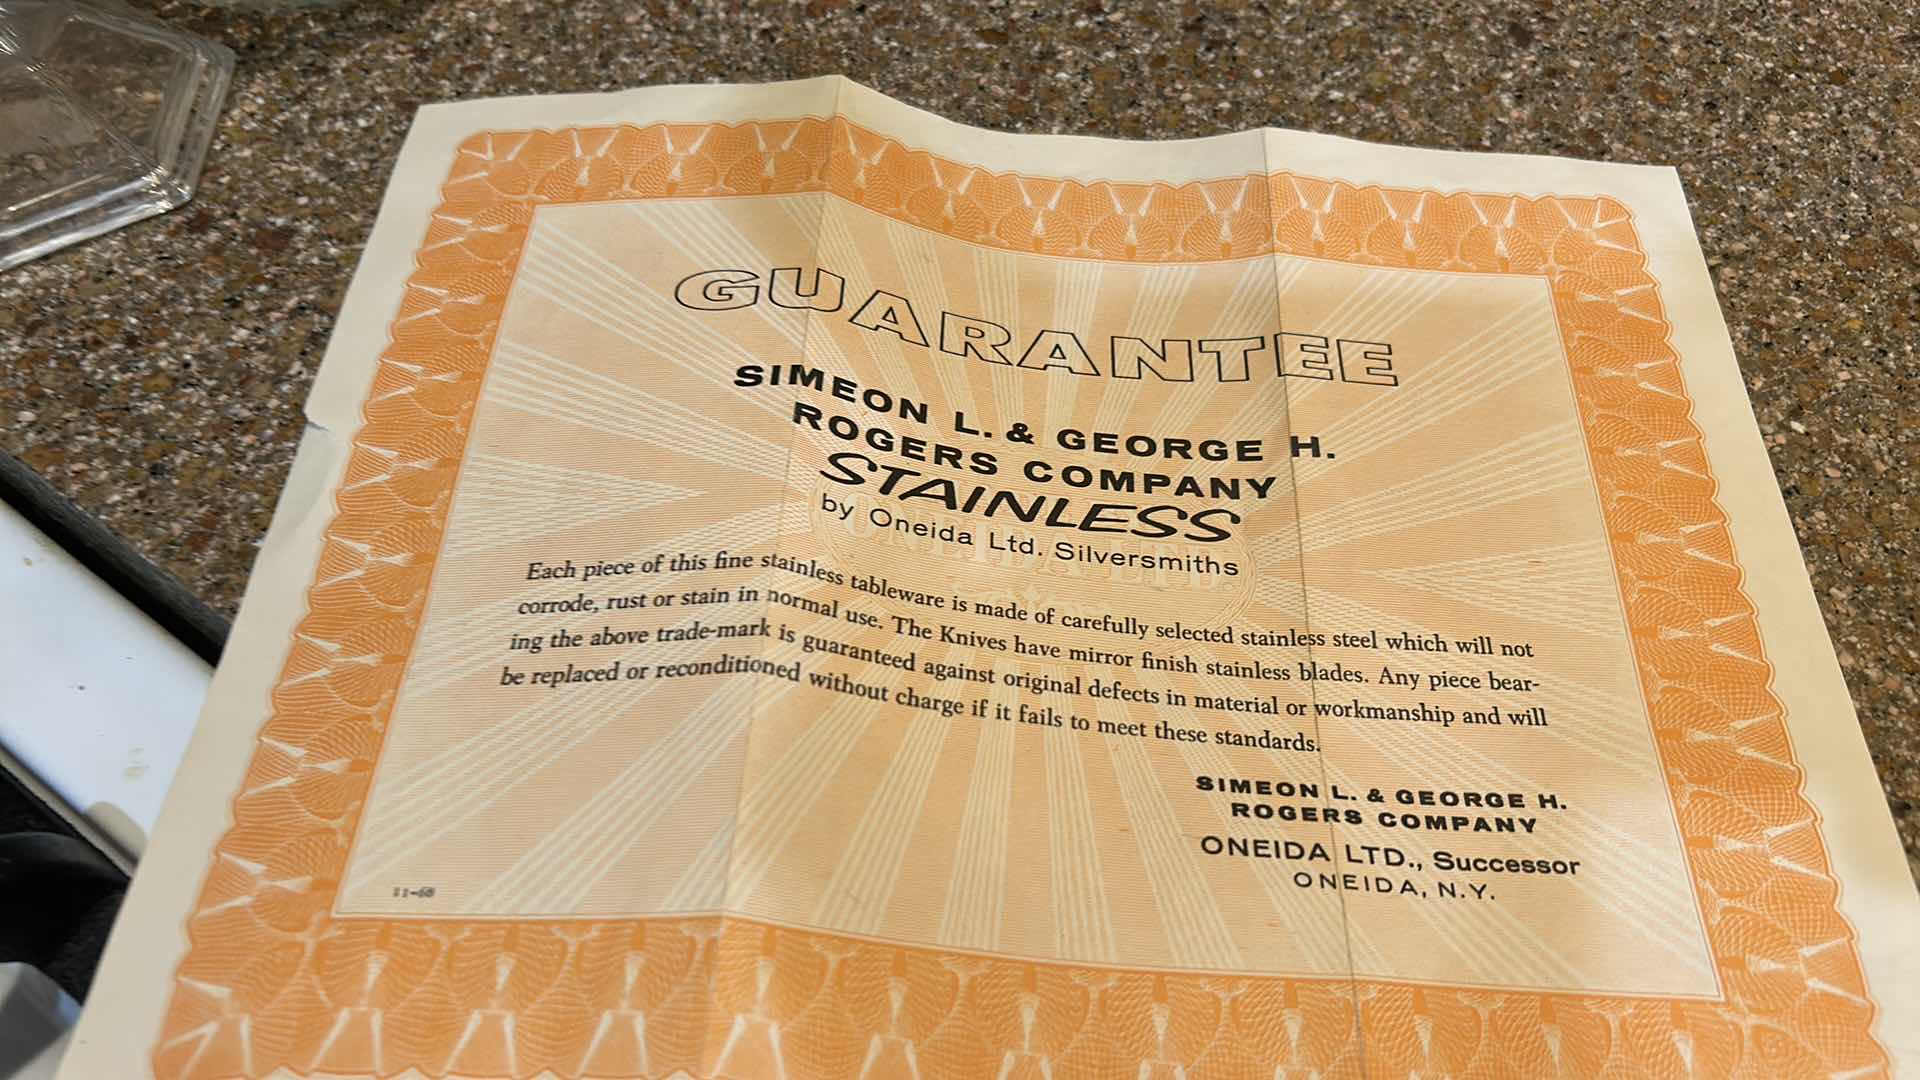 GUARANTEE
SIMEON L. & GEORGE H.
ROGERS COMPANY
STAINLESS
by Oneida Ltd. Silversmiths
Each piece of this fine stainless tableware is made of carefully selected stainless steel which will not
corrode, rust or stain in normal use. The Knives have mirror finish stainless blades. Any piece bear-
ing the above trade-mark is guaranteed against original defects in material or workmanship and will
be replaced or reconditioned without charge if it fails to meet these standards.
SIMEON L. & GEORGE H.
ROGERS COMPANY
ONEIDA LTD., Successor
ONEIDA, N.Y.